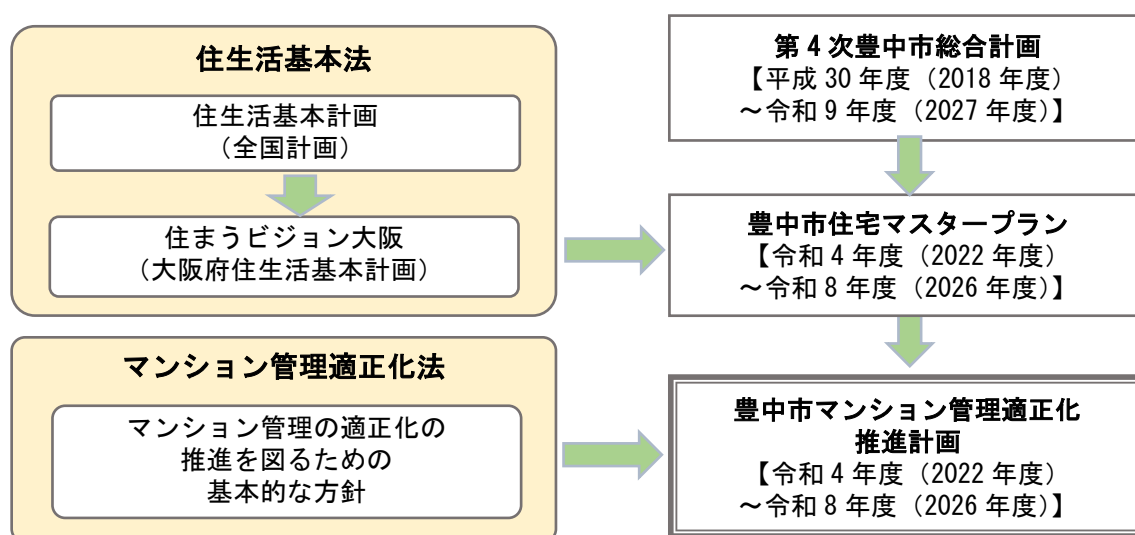 住生活基本法
住生活基本計画
（全国計画）
住まうビジョン大阪
（大阪府住生活基本計画）
マンション管理適正化法
マンション管理の適正化の
推進を図るための
基本的な方針
第4次豊中市総合計画
【平成30年度（2018年度）
～令和9年度（2027年度）】
豊中市住宅マスタープラン
【令和4年度（2022年度）
～令和8年度（2026年度）】
豊中市マンション管理適正化
推進計画
【令和4年度（2022年度）
～令和8年度（2026年度）】